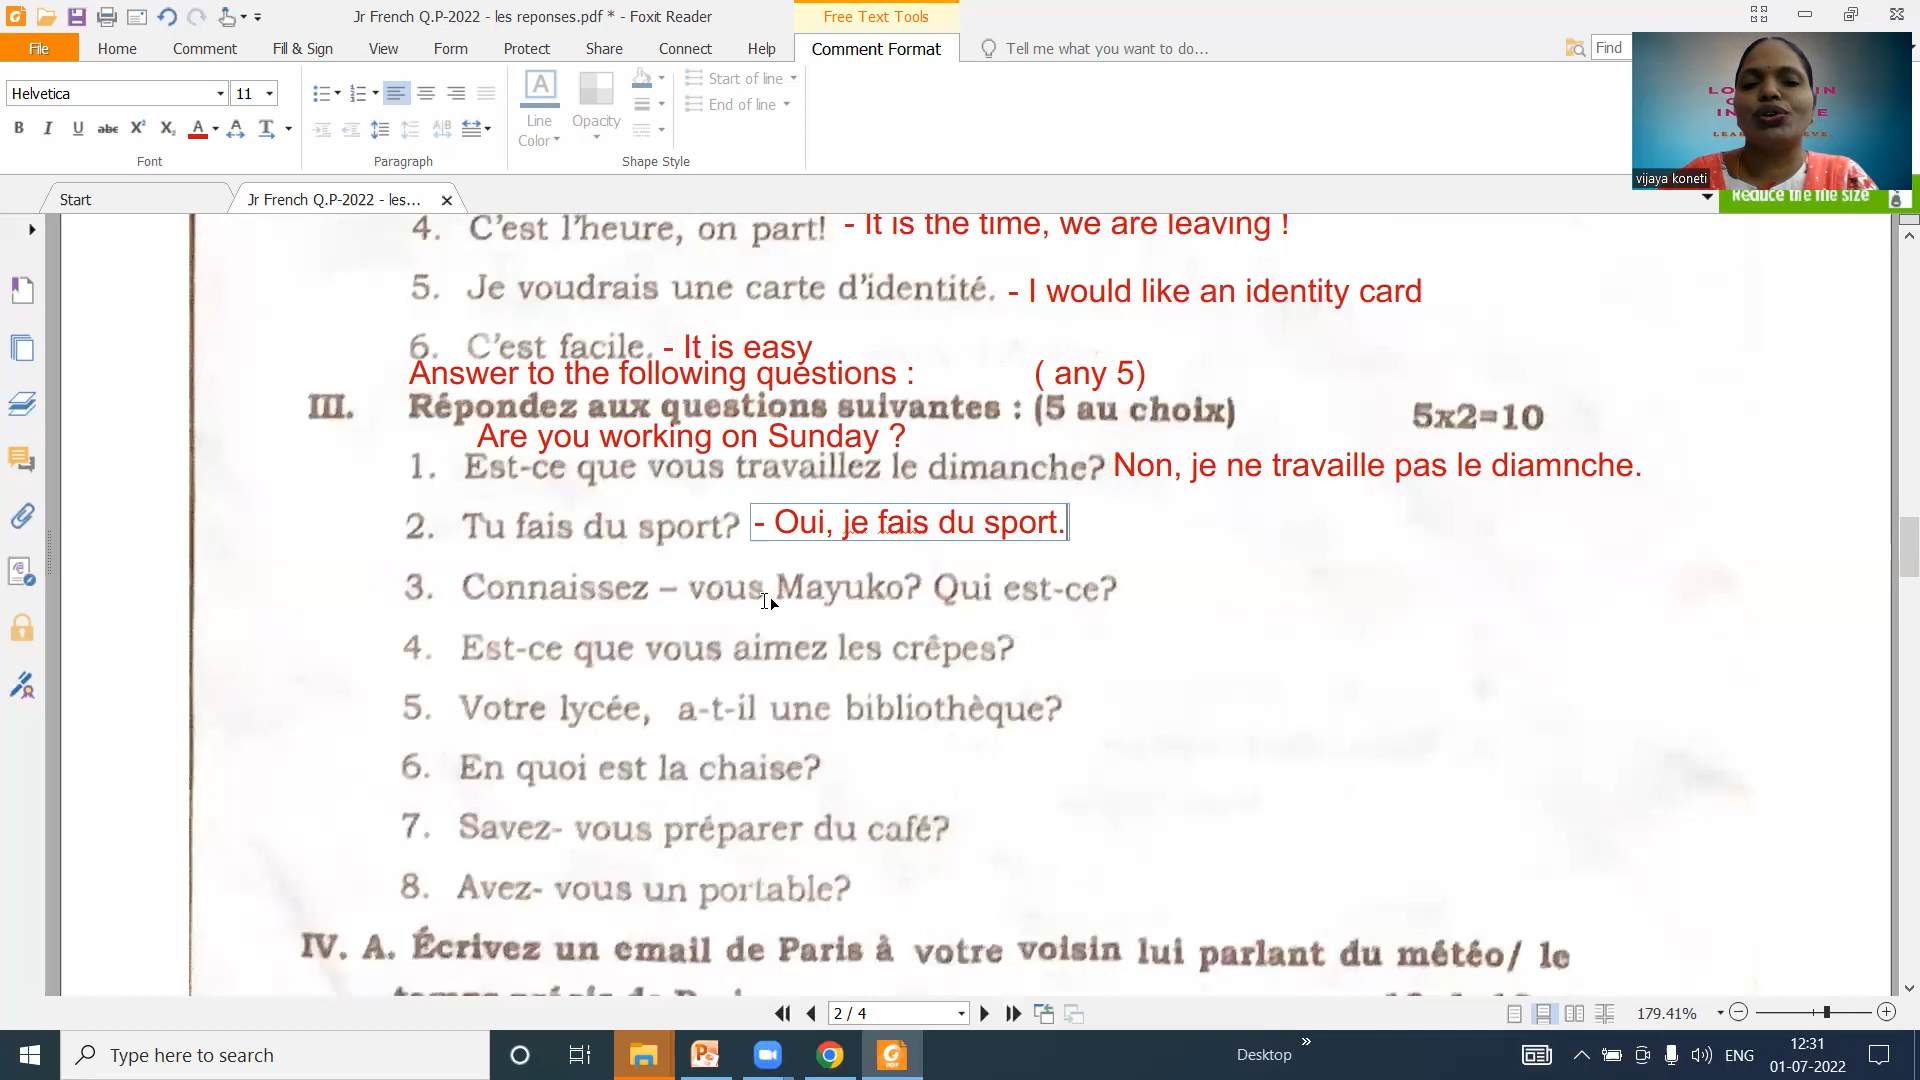 Jr French Q.P-2022 - les reponses.pdf * - Foxit Reader
Free Text Tools
File Home Comment Fill & Sign View Form Protect Share Connect Help Comment Format Tell me what you want to do... Find
Helvetica 11
Start of line
End of line
Line Color
Opacity
Font Paragraph Shape Style
vijaya koneti
Start
Jr French Q.P-2022 - les...
Reduce the file size
4. C'est l'heure, on part! - It is the time, we are leaving !
5. Je voudrais une carte d'identité. - I would like an identity card
6. C'est facile. - It is easy
Answer to the following questions : ( any 5)
III. Répondez aux questions suivantes : (5 au choix) 5x2=10
Are you working on Sunday ?
1. Est-ce que vous travaillez le dimanche? Non, je ne travaille pas le diamnche.
2. Tu fais du sport? - Oui, je fais du sport.
3. Connaissez – vous Mayuko? Qui est-ce?
4. Est-ce que vous aimez les crêpes?
5. Votre lycée, a-t-il une bibliothèque?
6. En quoi est la chaise?
7. Savez- vous préparer du café?
8. Avez- vous un portable?
IV. A. Écrivez un email de Paris à votre voisin lui parlant du météo/ le
2 / 4
179.41%
Type here to search
Desktop
ENG
12:31
01-07-2022